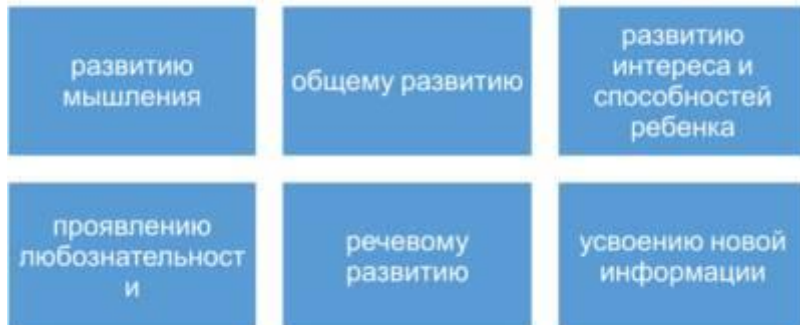 развитию
мышления
общему развитию
развитию
интереса и
способностей
ребенка
проявлению
любознательност
и
речевому
развитию
усвоению новой
информации